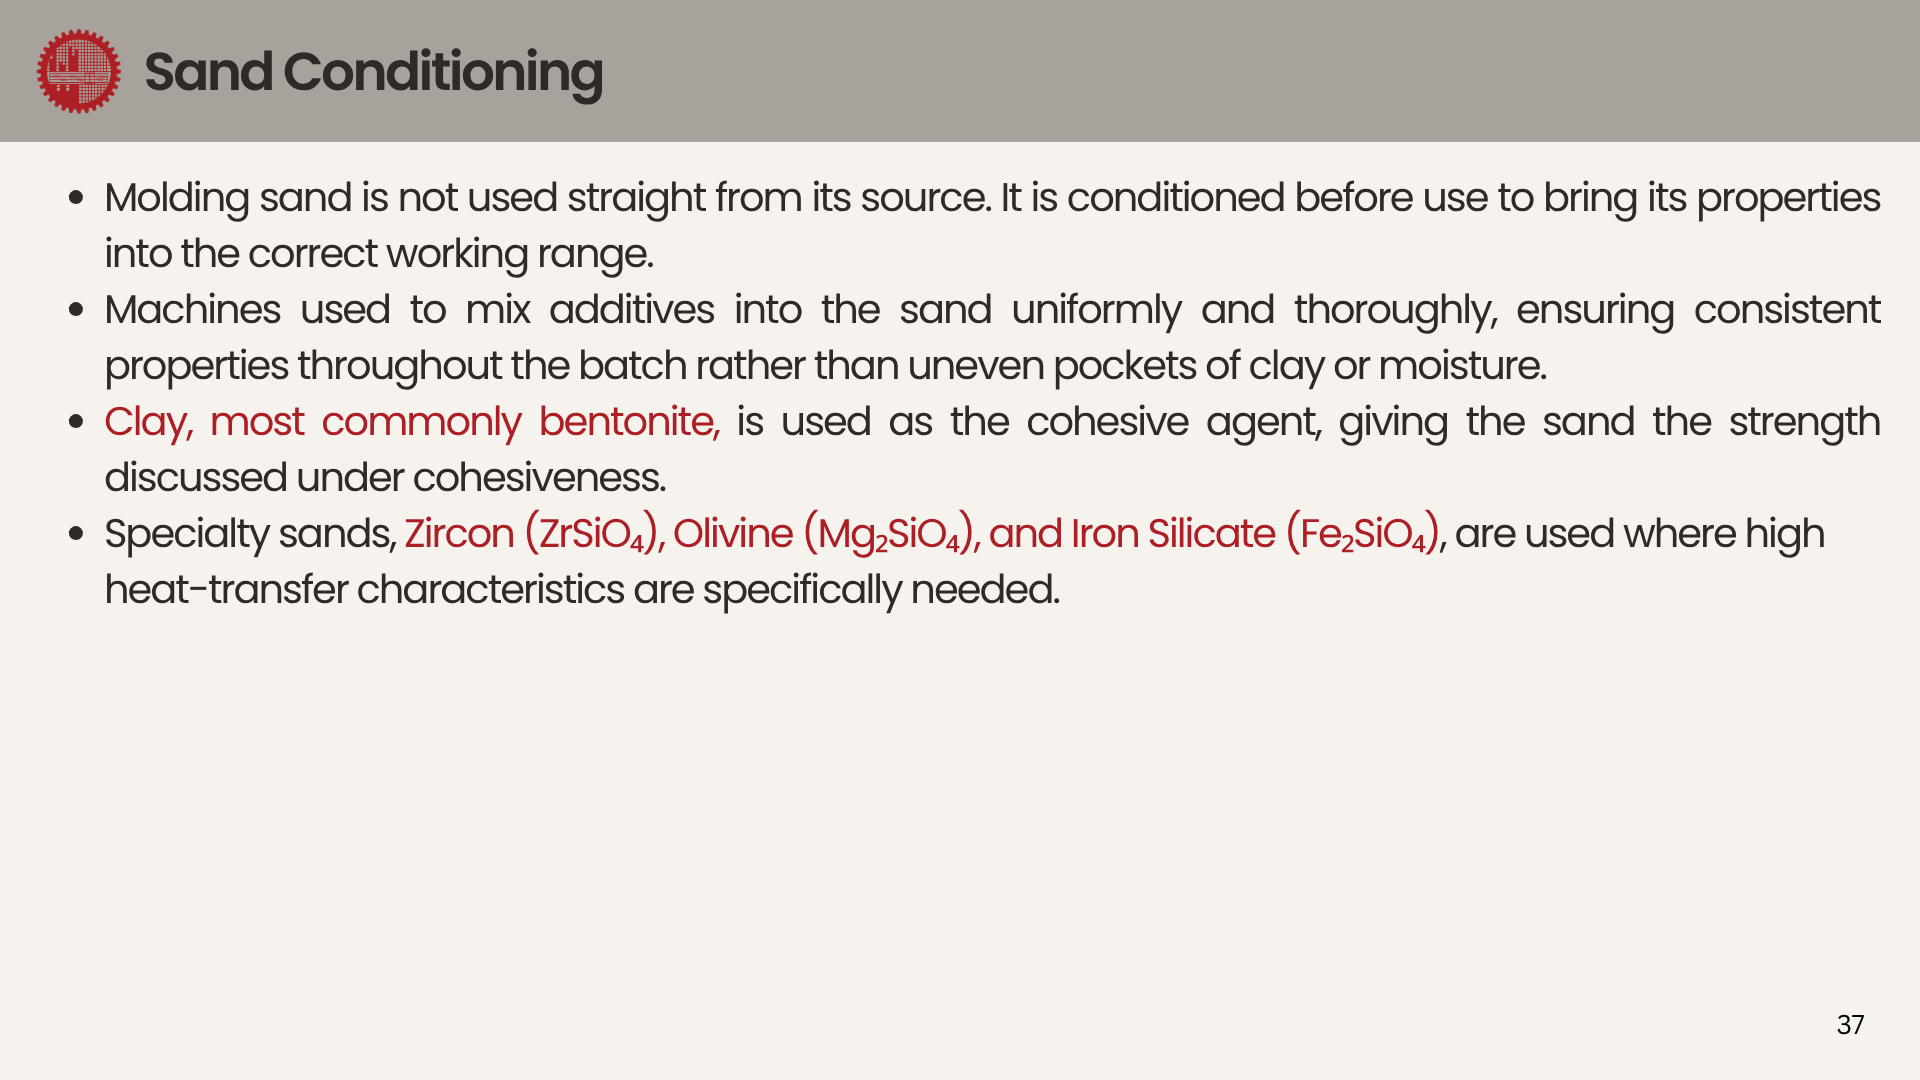 Sand Conditioning
• Molding sand is not used straight from its source. It is conditioned before use to bring its properties
into the correct working range.
• Machines used to mix additives into the sand uniformly and thoroughly, ensuring consistent
properties throughout the batch rather than uneven pockets of clay or moisture.
• Clay, most commonly bentonite, is used as the cohesive agent, giving the sand the strength
discussed under cohesiveness.
• Specialty sands, Zircon (ZrSiO₄), Olivine (Mg₂SiO₄), and Iron Silicate (Fe₂SiO₄), are used where high
heat-transfer characteristics are specifically needed.
37